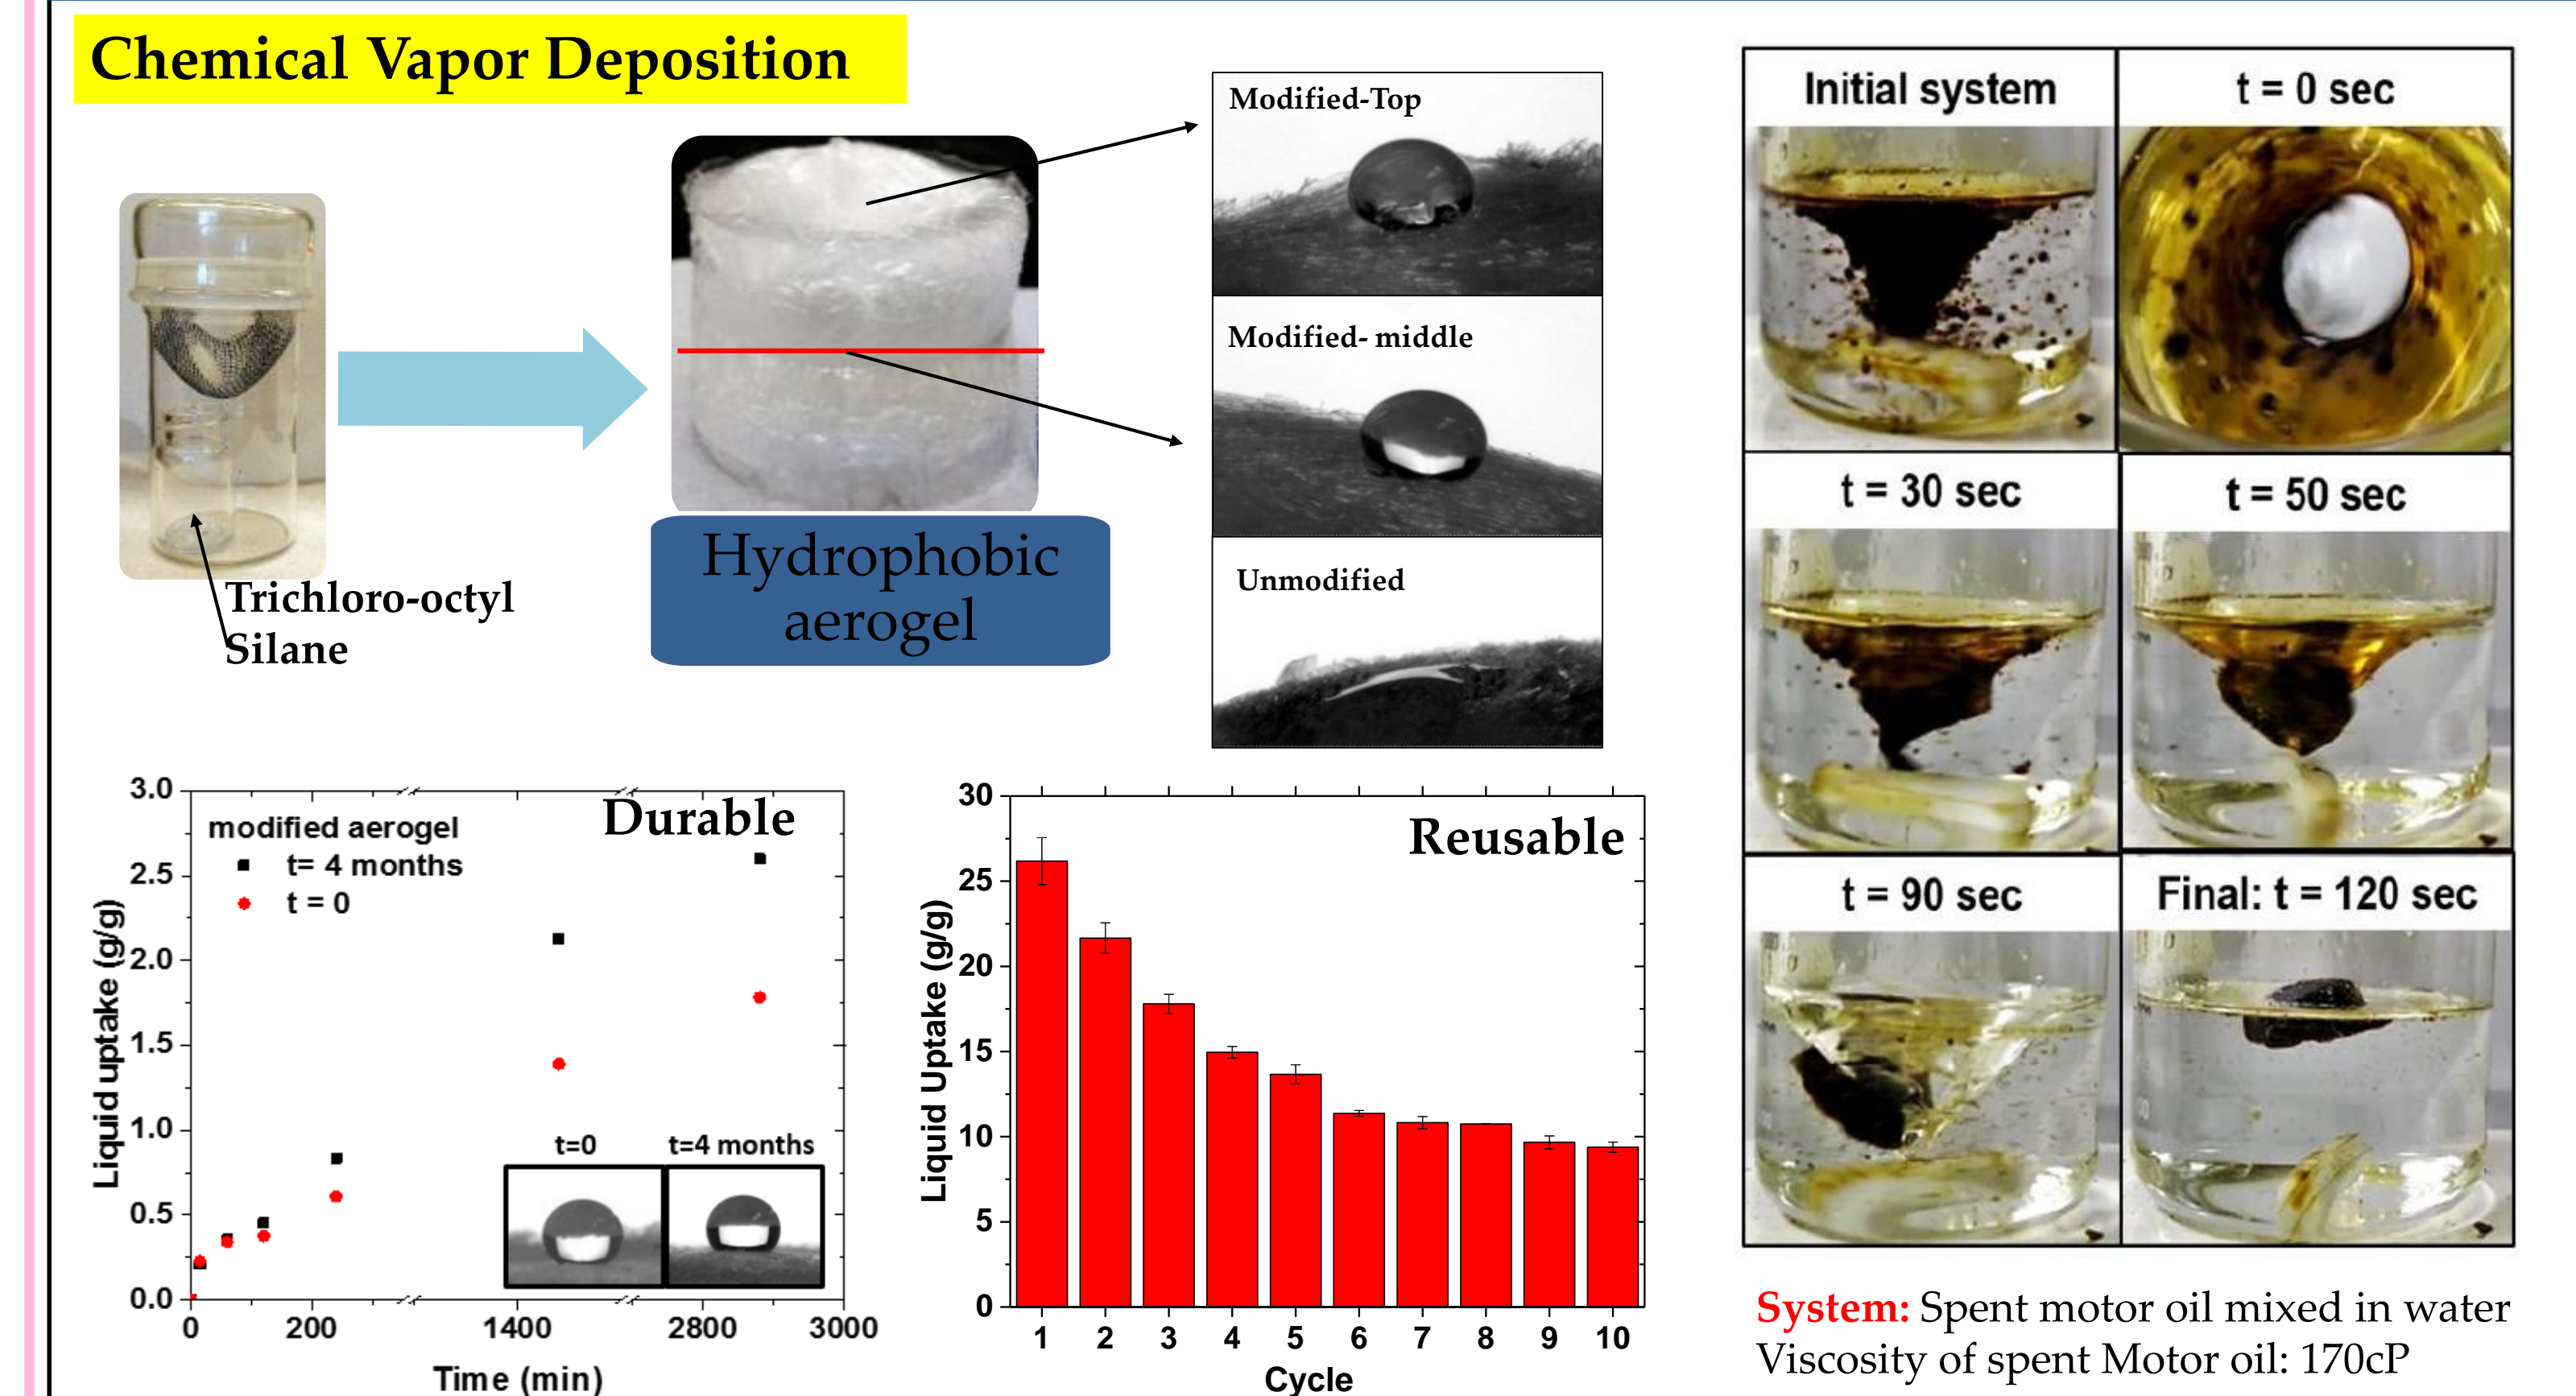 Chemical Vapor Deposition
Trichloro-octyl
Silane
Hydrophobic
aerogel
Modified-Top
Modified- middle
Unmodified
Initial system
t = 0 sec
t = 30 sec
t = 50 sec
t = 90 sec
Final: t = 120 sec
System: Spent motor oil mixed in water
Viscosity of spent Motor oil: 170cP
Durable
modified aerogel
t= 4 months
t = 0
3.0
2.5
2.0
1.5
1.0
0.5
0.0
Liquid uptake (g/g)
t=0
t=4 months
0
200
1400
2800
3000
Time (min)
Reusable
30
25
20
15
10
5
0
Liquid Uptake (g/g)
1 2 3 4 5 6 7 8 9 10
Cycle